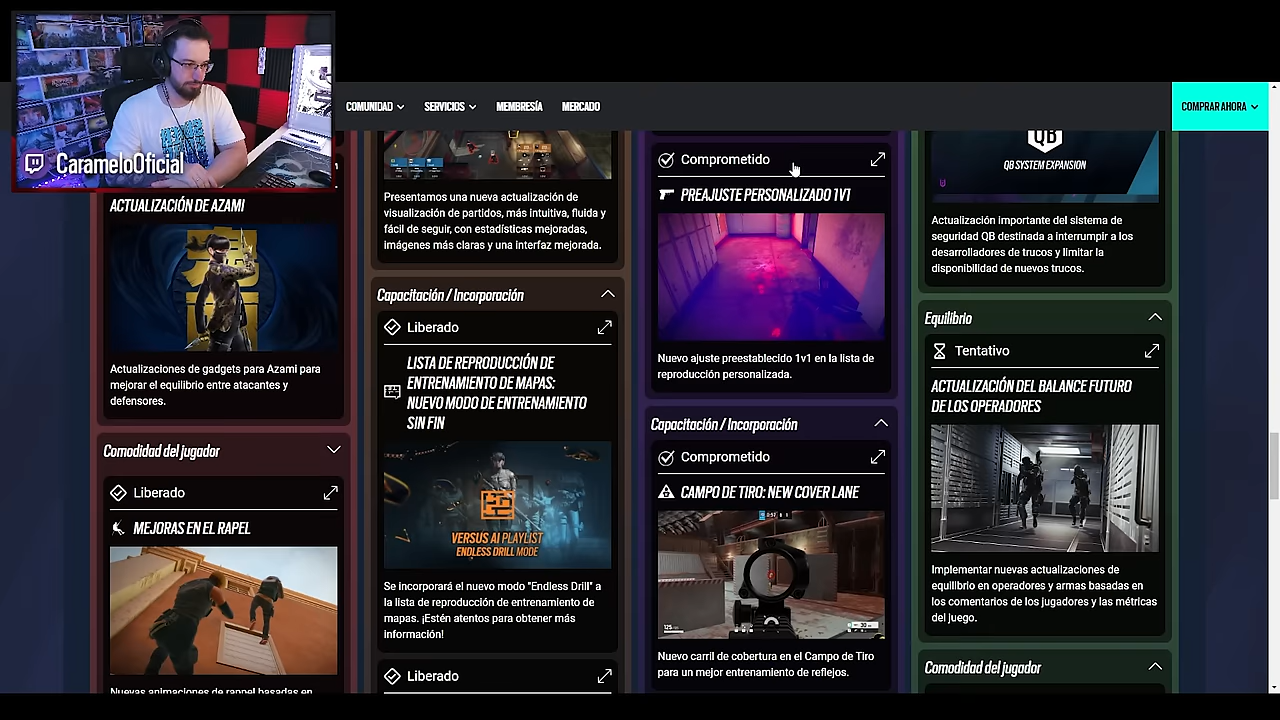 CarameloOficial
COMUNIDAD
SERVICIOS
MEMBRESÍA
MERCADO
COMPRAR AHORA
ACTUALIZACIÓN DE AZAMI
Actualizaciones de gadgets para Azami para
mejorar el equilibrio entre atacantes y
defensores.
Comodidad del jugador
Liberado
MEJORAS EN EL RAPEL
Nuevas animaciones de rappel basadas en
Presentamos una nueva actualización de
visualización de partidos, más intuitiva, fluida y
fácil de seguir, con estadísticas mejoradas,
imágenes más claras y una interfaz mejorada.
Capacitación / Incorporación
Liberado
LISTA DE REPRODUCCIÓN DE
ENTRENAMIENTO DE MAPAS:
NUEVO MODO DE ENTRENAMIENTO
SIN FIN
VERSUS AI PLAYLIST
ENDLESS DRILL MODE
Se incorporará el nuevo modo "Endless Drill" a
la lista de reproducción de entrenamiento de
mapas. ¡Estén atentos para obtener más
información!
Liberado
Comprometido
PREAJUSTE PERSONALIZADO 1V1
Nuevo ajuste preestablecido 1v1 en la lista de
reproducción personalizada.
Capacitación / Incorporación
Comprometido
CAMPO DE TIRO: NEW COVER LANE
Nuevo carril de cobertura en el Campo de Tiro
para un mejor entrenamiento de reflejos.
QB
QB SYSTEM EXPANSION
Actualización importante del sistema de
seguridad QB destinada a interrumpir a los
desarrolladores de trucos y limitar la
disponibilidad de nuevos trucos.
Equilibrio
Tentativo
ACTUALIZACIÓN DEL BALANCE FUTURO
DE LOS OPERADORES
Implementar nuevas actualizaciones de
equilibrio en operadores y armas basadas en
los comentarios de los jugadores y las métricas
del juego.
Comodidad del jugador